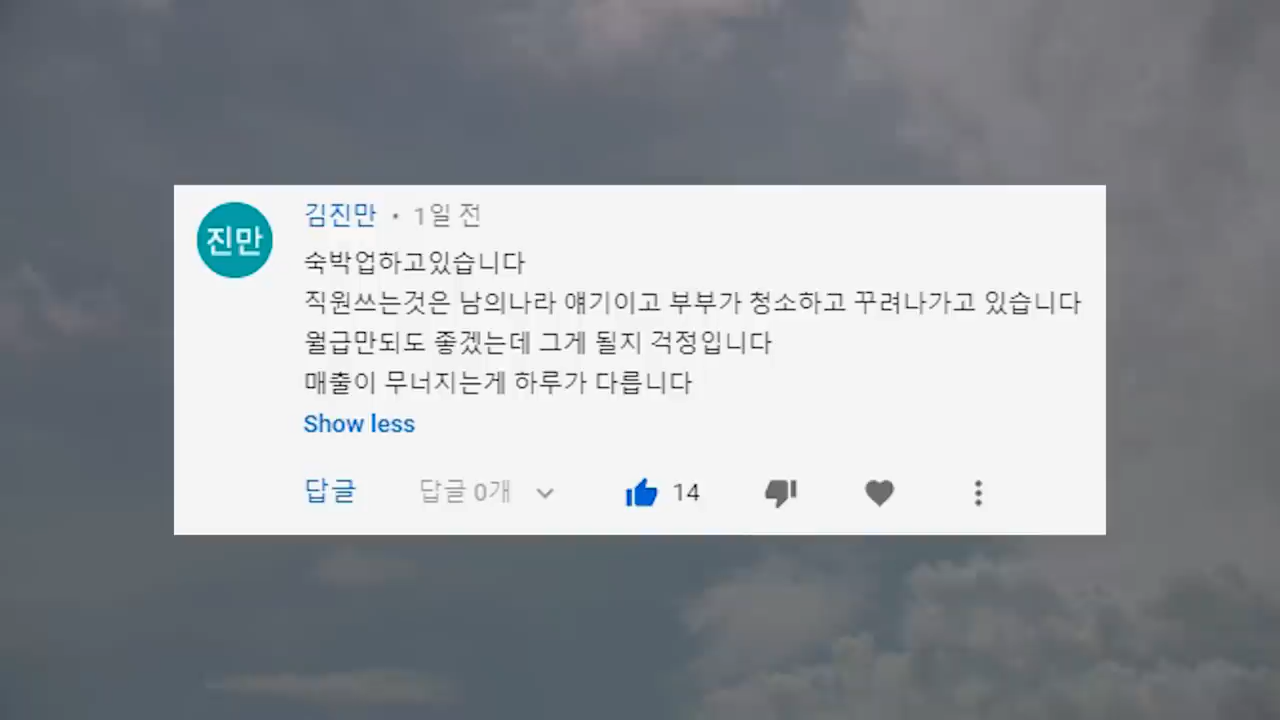 진만
김진만 • 1일 전
숙박업하고있습니다
직원쓰는것은 남의나라 얘기이고 부부가 청소하고 꾸려나가고 있습니다
월급만되도 좋겠는데 그게 될지 걱정입니다
매출이 무너지는게 하루가 다릅니다
Show less
답글 답글 0개 14